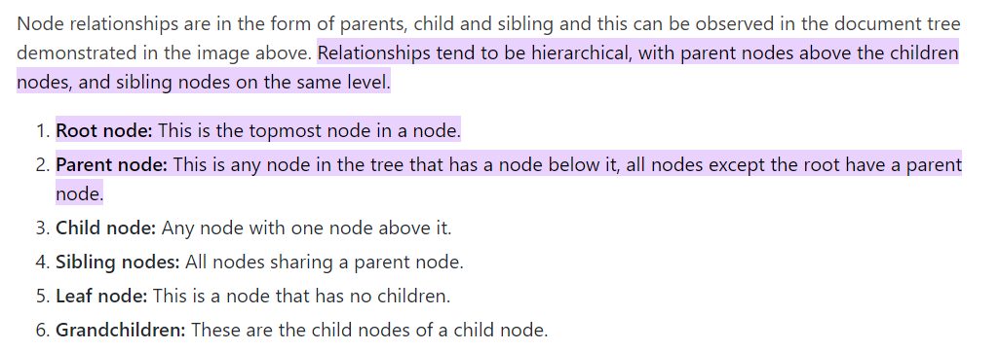 Node relationships are in the form of parents, child and sibling and this can be observed in the document tree
demonstrated in the image above. Relationships tend to be hierarchical, with parent nodes above the children
nodes, and sibling nodes on the same level.
1. Root node: This is the topmost node in a node.
2. Parent node: This is any node in the tree that has a node below it, all nodes except the root have a parent
node.
3. Child node: Any node with one node above it.
4. Sibling nodes: All nodes sharing a parent node.
5. Leaf node: This is a node that has no children.
6. Grandchildren: These are the child nodes of a child node.